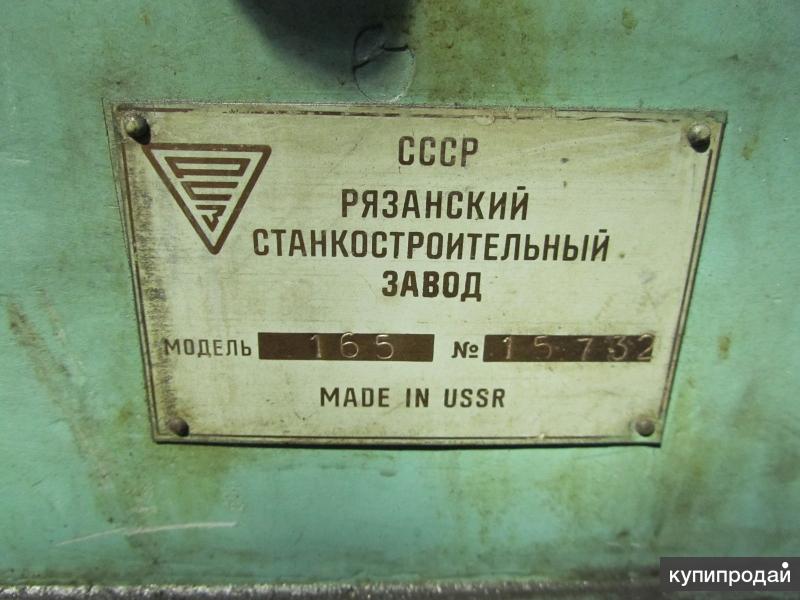 СССР
РЯЗАНСКИЙ
СТАНКОСТРОИТЕЛЬНЫЙ
ЗАВОД
МОДЕЛЬ 165 № 15732
MADE IN USSR
купипродай